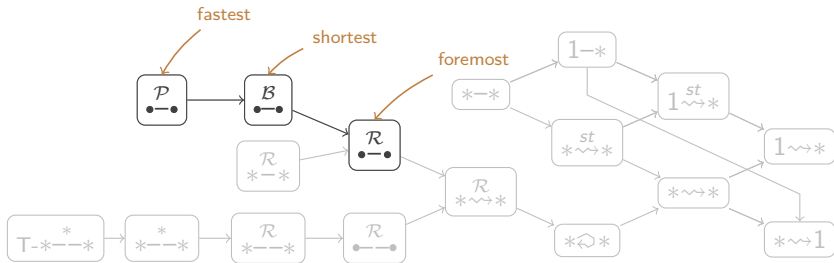 fastest
shortest
foremost
𝒫
•–•
ℬ
•–•
ℛ
•–•
ℛ
*–*
*
T-*––*
*
*––*
ℛ
*––*
ℛ
•––•
ℛ
*⇝*
*–*
1–*
st
*⇝*
st
1⇝*
1⇝*
*⇝*
*⇝1